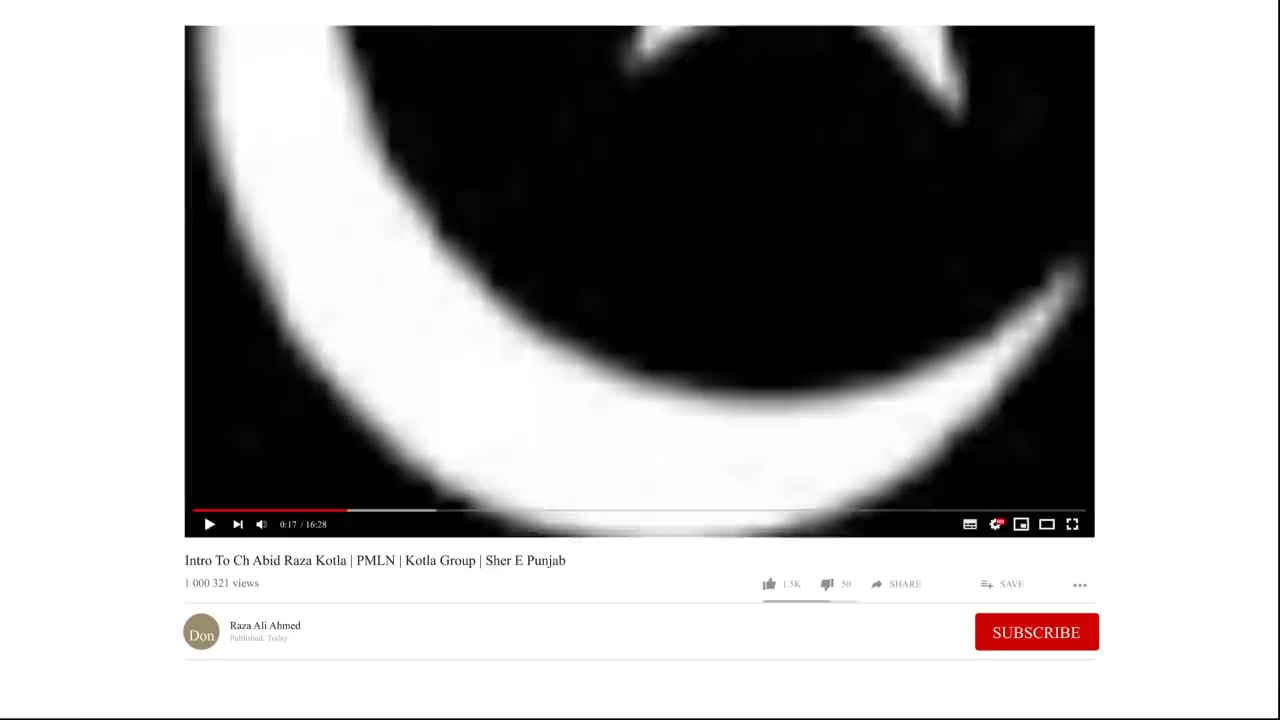 0:17 / 16:28
Intro To Ch Abid Raza Kotla | PMLN | Kotla Group | Sher E Punjab
1 000 321 views
1.5K 50 SHARE SAVE
Don
Raza Ali Ahmed
Published: Today
SUBSCRIBE